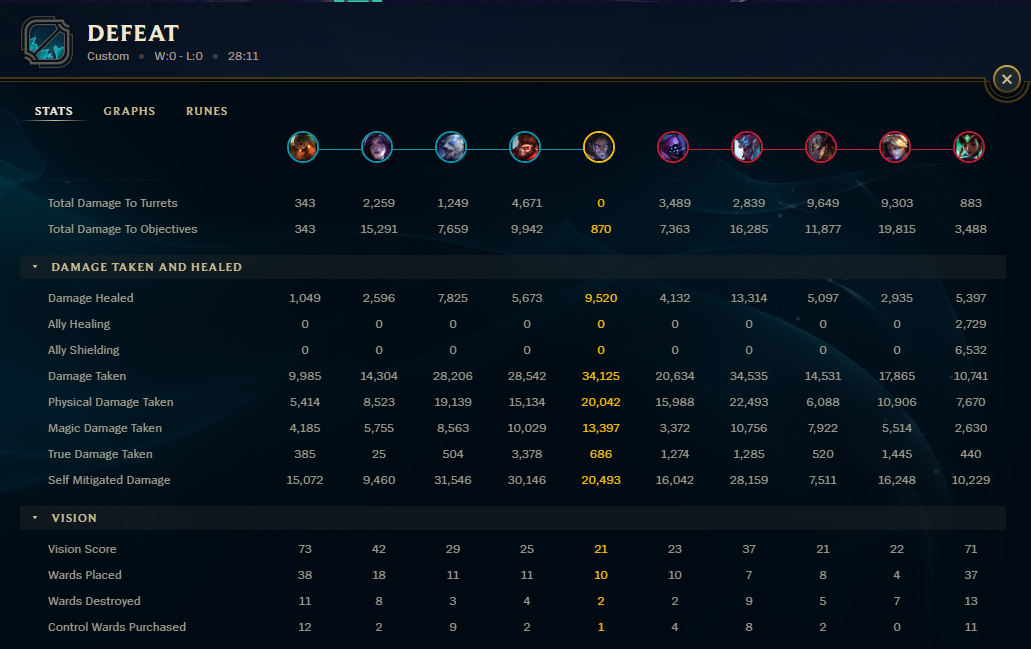 DEFEAT
Custom • W:0 - L:0 • 28:11
STATS GRAPHS RUNES
Total Damage To Turrets 343 2,259 1,249 4,671 0 3,489 2,839 9,649 9,303 883
Total Damage To Objectives 343 15,291 7,659 9,942 870 7,363 16,285 11,877 19,815 3,488
DAMAGE TAKEN AND HEALED
Damage Healed 1,049 2,596 7,825 5,673 9,520 4,132 13,314 5,097 2,935 5,397
Ally Healing 0 0 0 0 0 0 0 0 0 2,729
Ally Shielding 0 0 0 0 0 0 0 0 0 6,532
Damage Taken 9,985 14,304 28,206 28,542 34,125 20,634 34,535 14,531 17,865 10,741
Physical Damage Taken 5,414 8,523 19,139 15,134 20,042 15,988 22,493 6,088 10,906 7,670
Magic Damage Taken 4,185 5,755 8,563 10,029 13,397 3,372 10,756 7,922 5,514 2,630
True Damage Taken 385 25 504 3,378 686 1,274 1,285 520 1,445 440
Self Mitigated Damage 15,072 9,460 31,546 30,146 20,493 16,042 28,159 7,511 16,248 10,229
VISION
Vision Score 73 42 29 25 21 23 37 21 22 71
Wards Placed 38 18 11 11 10 10 7 8 4 37
Wards Destroyed 11 8 3 4 2 2 9 5 7 13
Control Wards Purchased 12 2 9 2 1 4 8 2 0 11